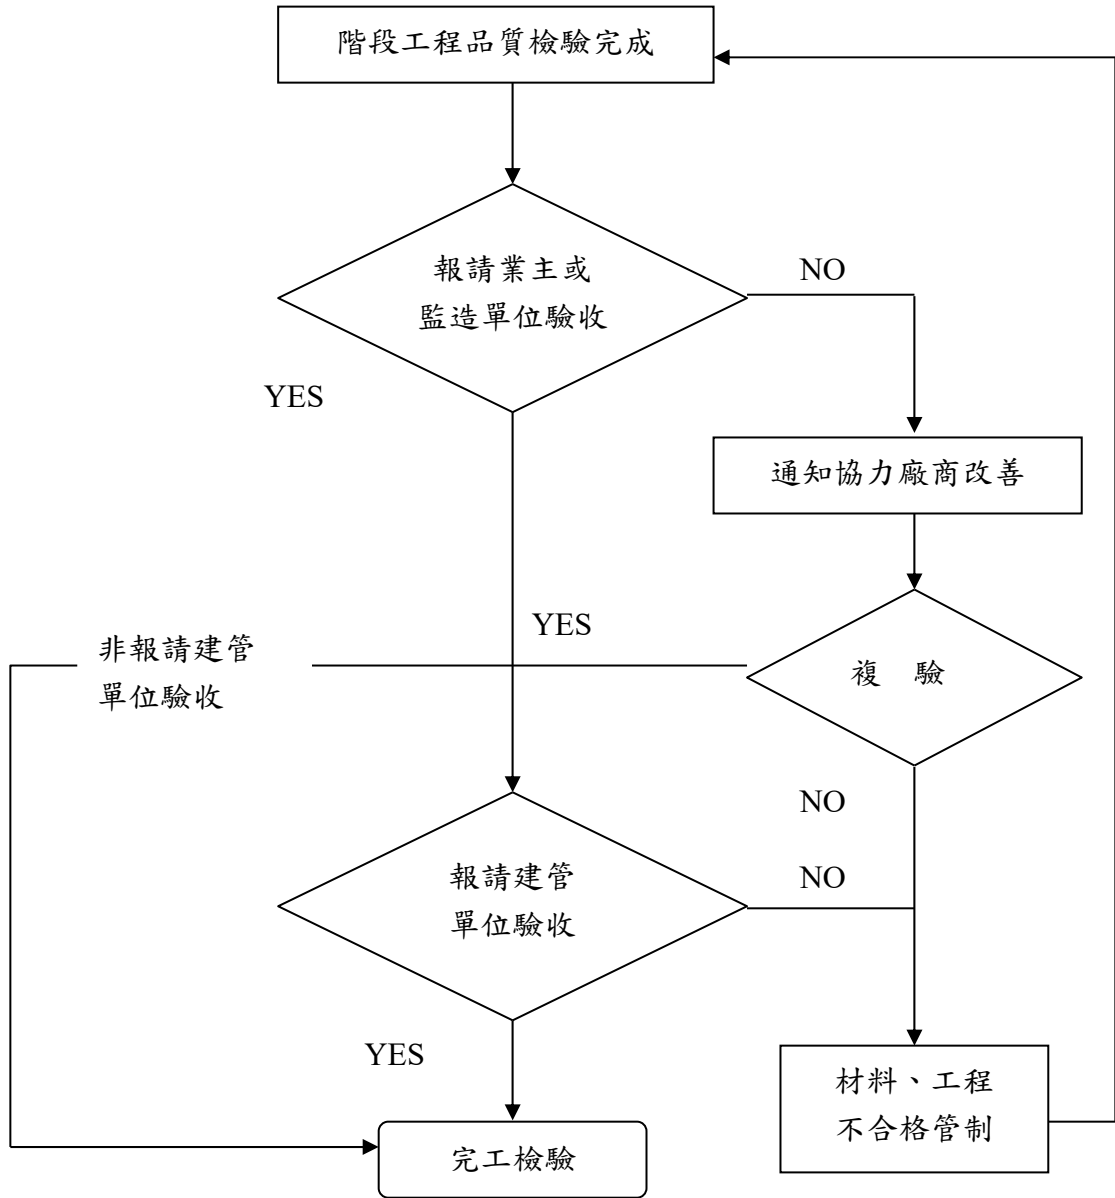 階段工程品質檢驗完成
報請業主或
監造單位驗收
NO
YES
通知協力廠商改善
YES
非報請建管
單位驗收
複 驗
NO
報請建管
單位驗收
NO
YES
材料、工程
不合格管制
完工檢驗